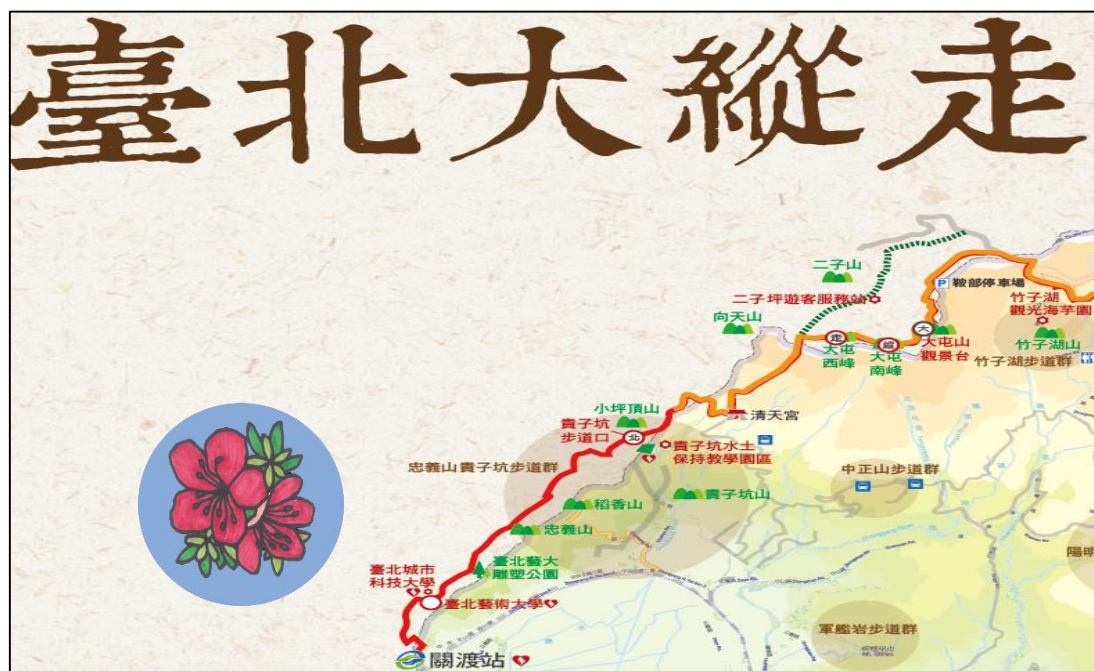 臺北大縱走
二子山
鞍部停車場
二子坪遊客服務站
竹子湖
觀光海芋園
向天山
走
大屯
西峰
縱
大屯
南峰
大
大屯山
觀景台
竹子湖山
竹子湖步道群
小坪頂山
清天宮
貴子坑
步道口
北
貴子坑水土
保持教學園區
忠義山貴子坑步道群
中正山步道群
稻香山
貴子坑山
忠義山
陽明
臺北藝大
雕塑公園
臺北城市
科技大學
臺北藝術大學
軍艦岩步道群
關渡站